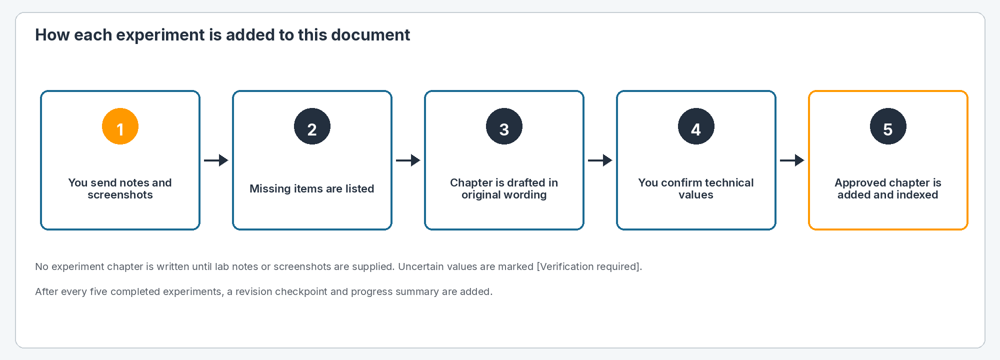 How each experiment is added to this document
1
You send notes and
screenshots
2
Missing items are listed
3
Chapter is drafted in
original wording
4
You confirm technical
values
5
Approved chapter is
added and indexed
No experiment chapter is written until lab notes or screenshots are supplied. Uncertain values are marked [Verification required].
After every five completed experiments, a revision checkpoint and progress summary are added.